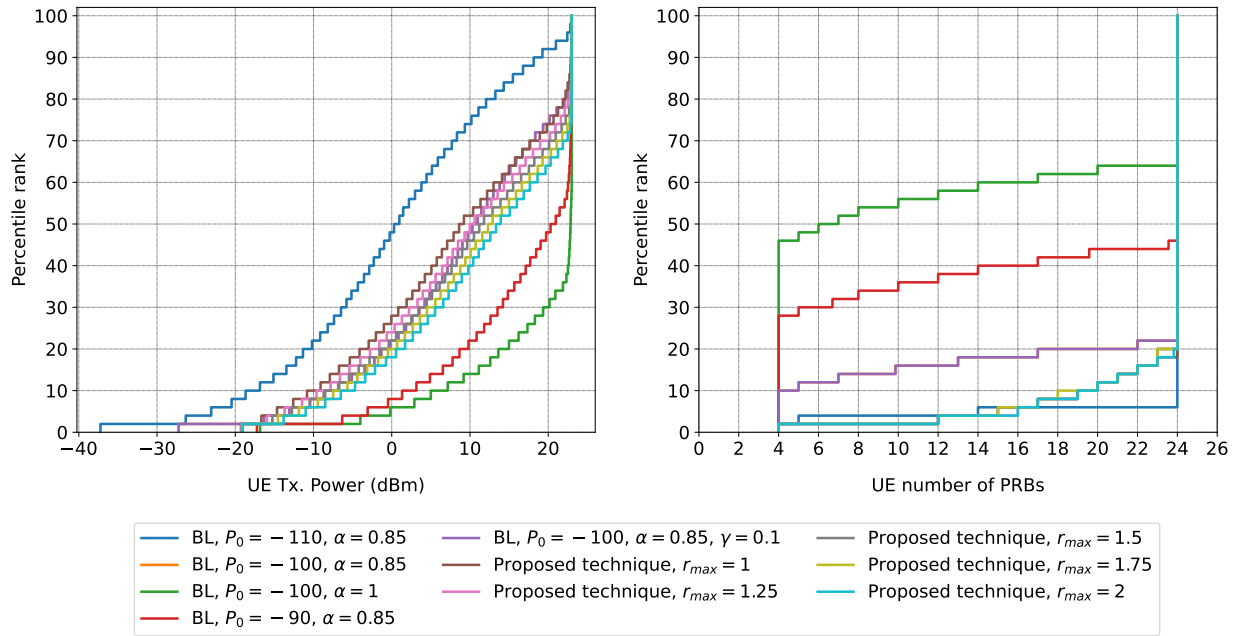 100
90
80
70
60
50
40
30
20
10
0
Percentile rank
−40 −30 −20 −10 0 10 20
UE Tx. Power (dBm)
100
90
80
70
60
50
40
30
20
10
0
Percentile rank
0 2 4 6 8 10 12 14 16 18 20 22 24 26
UE number of PRBs
BL, P₀ = −110, α = 0.85
BL, P₀ = −100, α = 0.85
BL, P₀ = −100, α = 1
BL, P₀ = −90, α = 0.85
BL, P₀ = −100, α = 0.85, γ = 0.1
Proposed technique, rₘₐₓ = 1
Proposed technique, rₘₐₓ = 1.25
Proposed technique, rₘₐₓ = 1.5
Proposed technique, rₘₐₓ = 1.75
Proposed technique, rₘₐₓ = 2